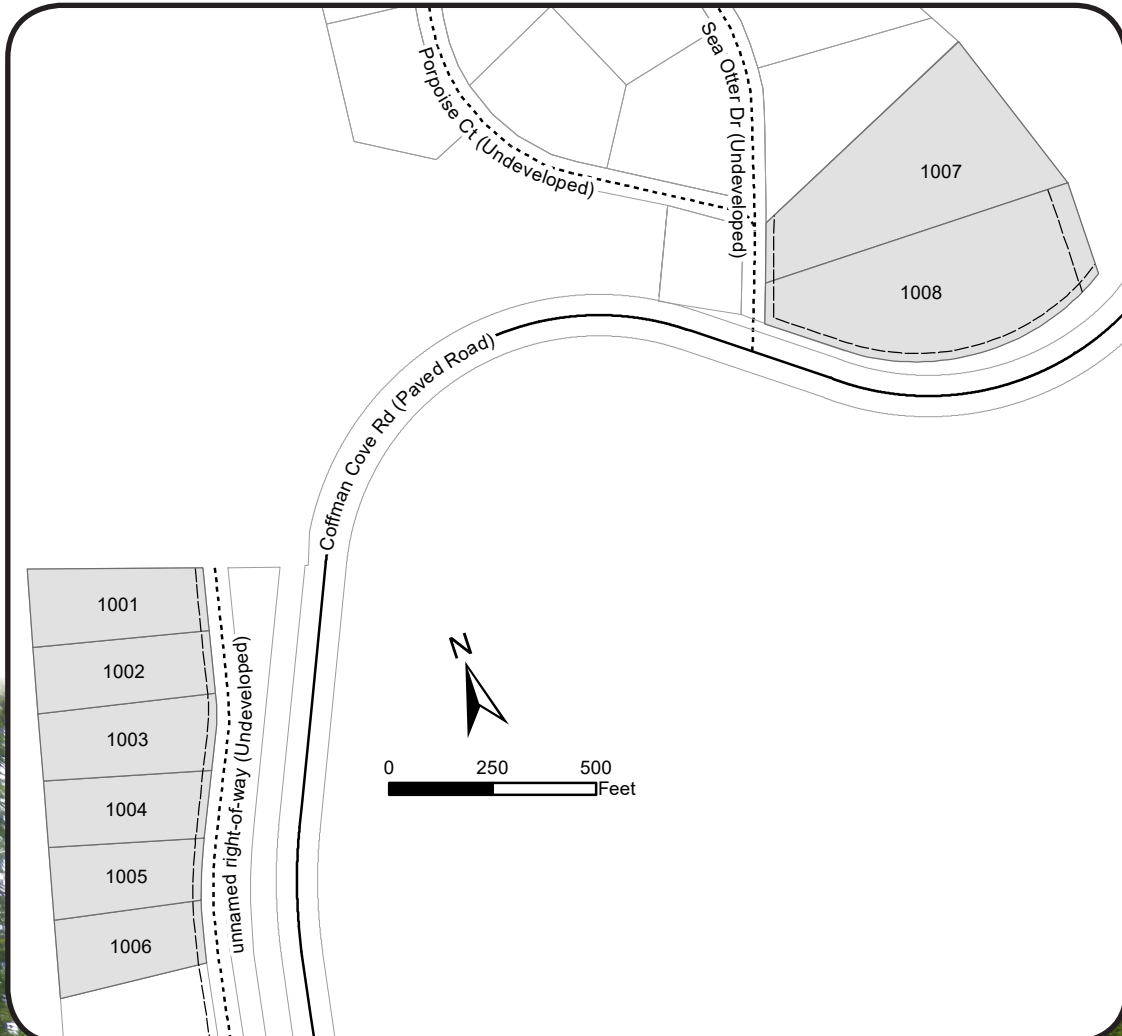 Porpoise Ct (Undeveloped)
Sea Otter Dr (Undeveloped)
1007
1008
Coffman Cove Rd (Paved Road)
1001
1002
1003
1004
1005
1006
unnamed right-of-way (Undeveloped)
N
0 250 500
Feet